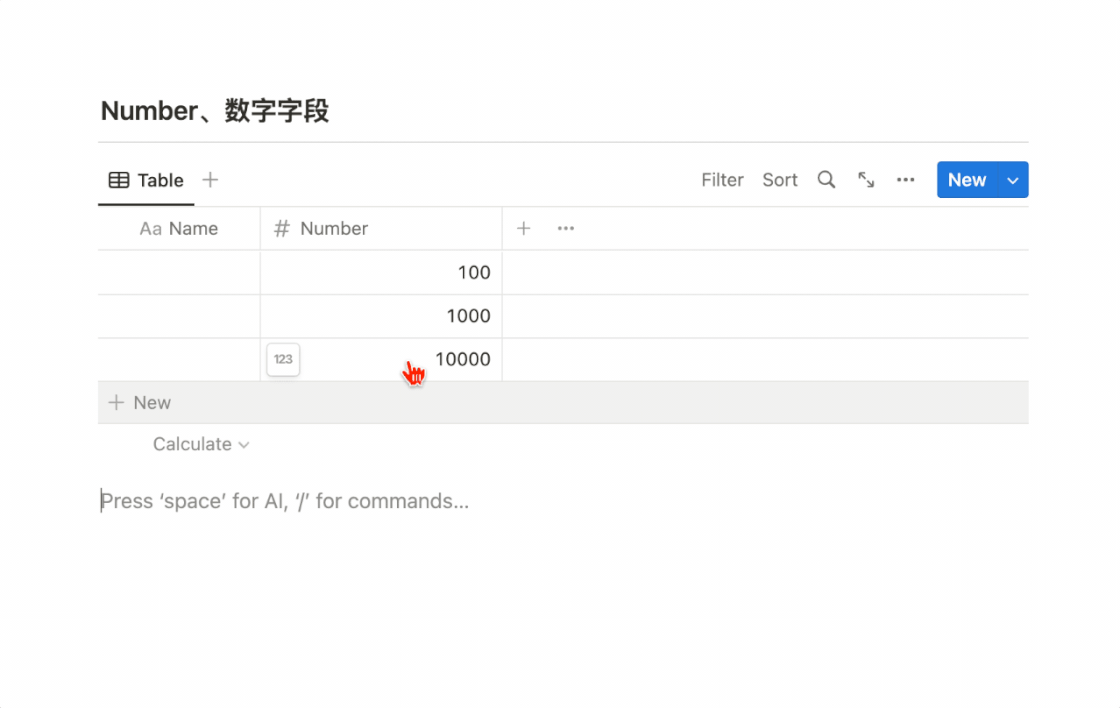 Number、数字字段
Table Filter Sort New
Aa Name # Number
100
1000
123 10000
+ New
Calculate
Press ‘space’ for AI, ‘/’ for commands...